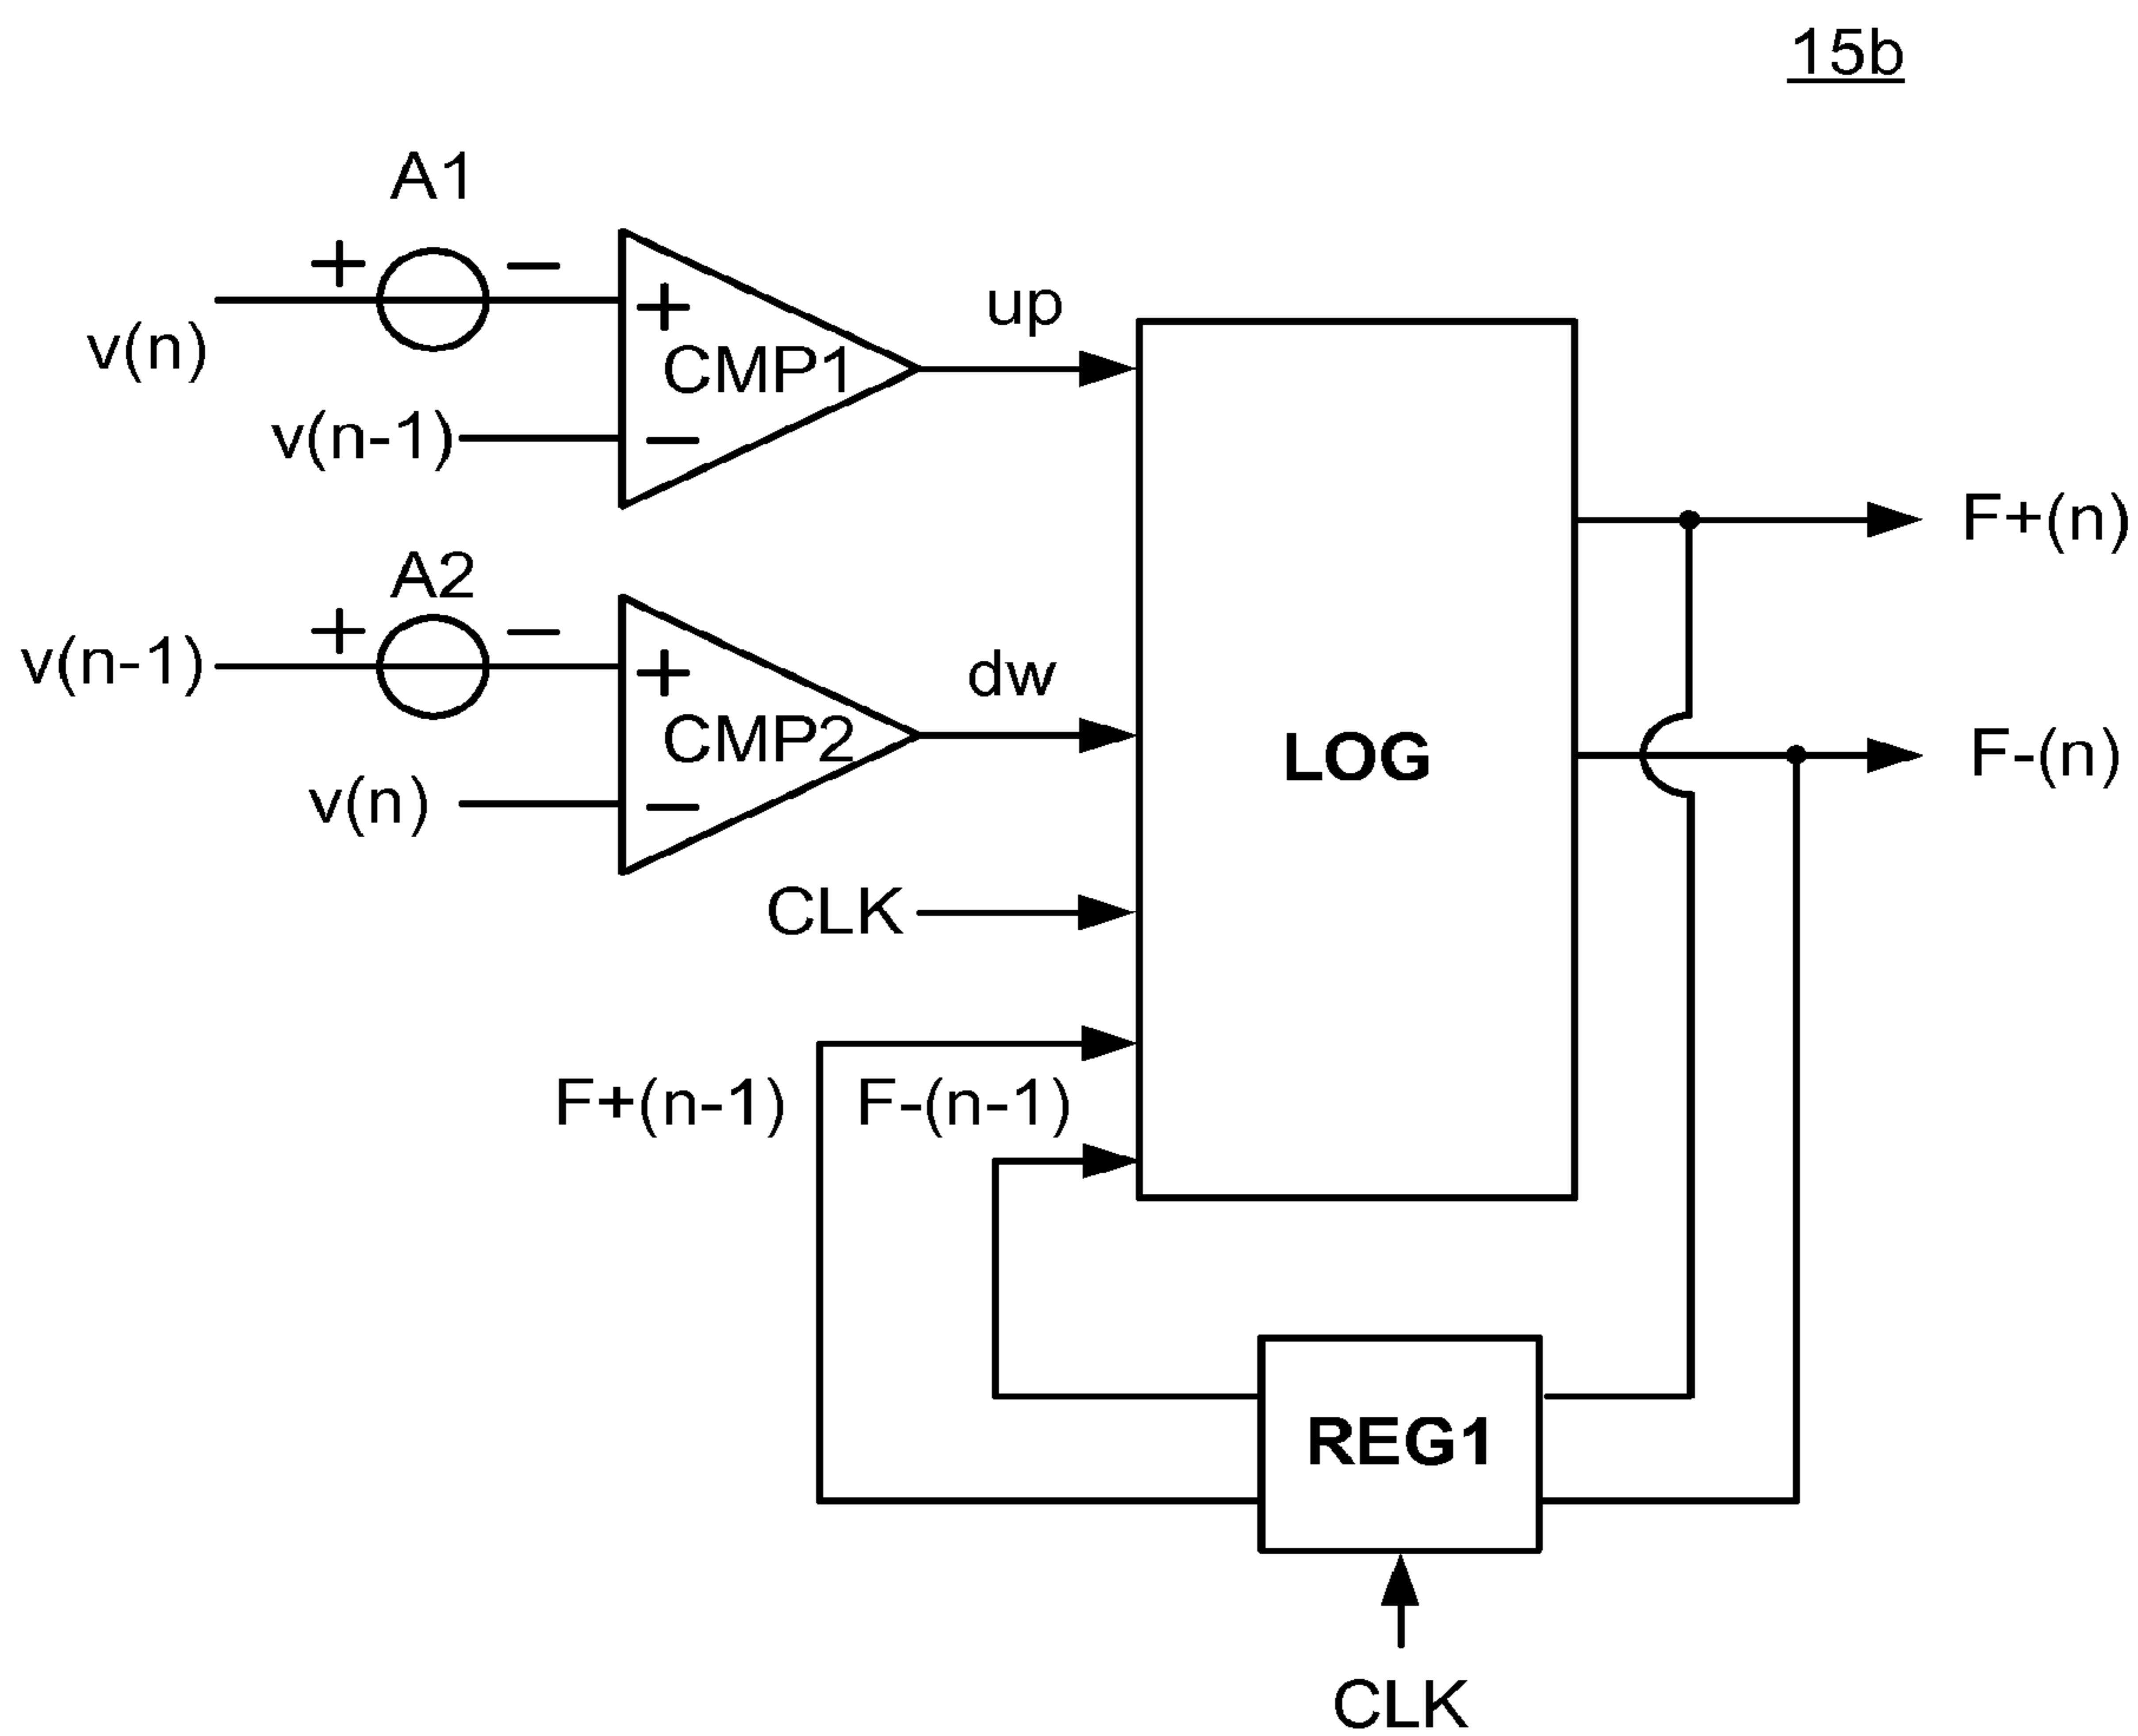 15b
A1
+ −
v(n)
+
CMP1
v(n-1)
−
up
A2
+ −
v(n-1)
+
CMP2
v(n)
−
dw
LOG
CLK
F+(n)
F-(n)
F+(n-1) F-(n-1)
REG1
CLK